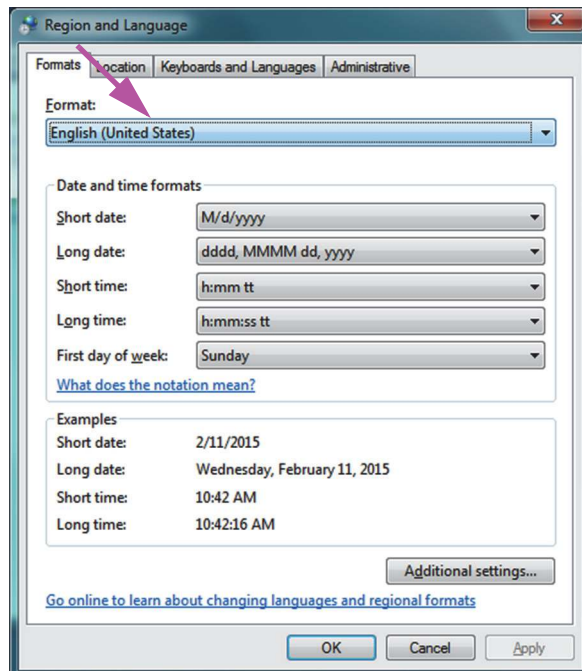 Region and Language
Formats Location Keyboards and Languages Administrative
Format:
English (United States)
Date and time formats
Short date: M/d/yyyy
Long date: dddd, MMMM dd, yyyy
Short time: h:mm tt
Long time: h:mm:ss tt
First day of week: Sunday
What does the notation mean?
Examples
Short date: 2/11/2015
Long date: Wednesday, February 11, 2015
Short time: 10:42 AM
Long time: 10:42:16 AM
Additional settings...
Go online to learn about changing languages and regional formats
OK Cancel Apply